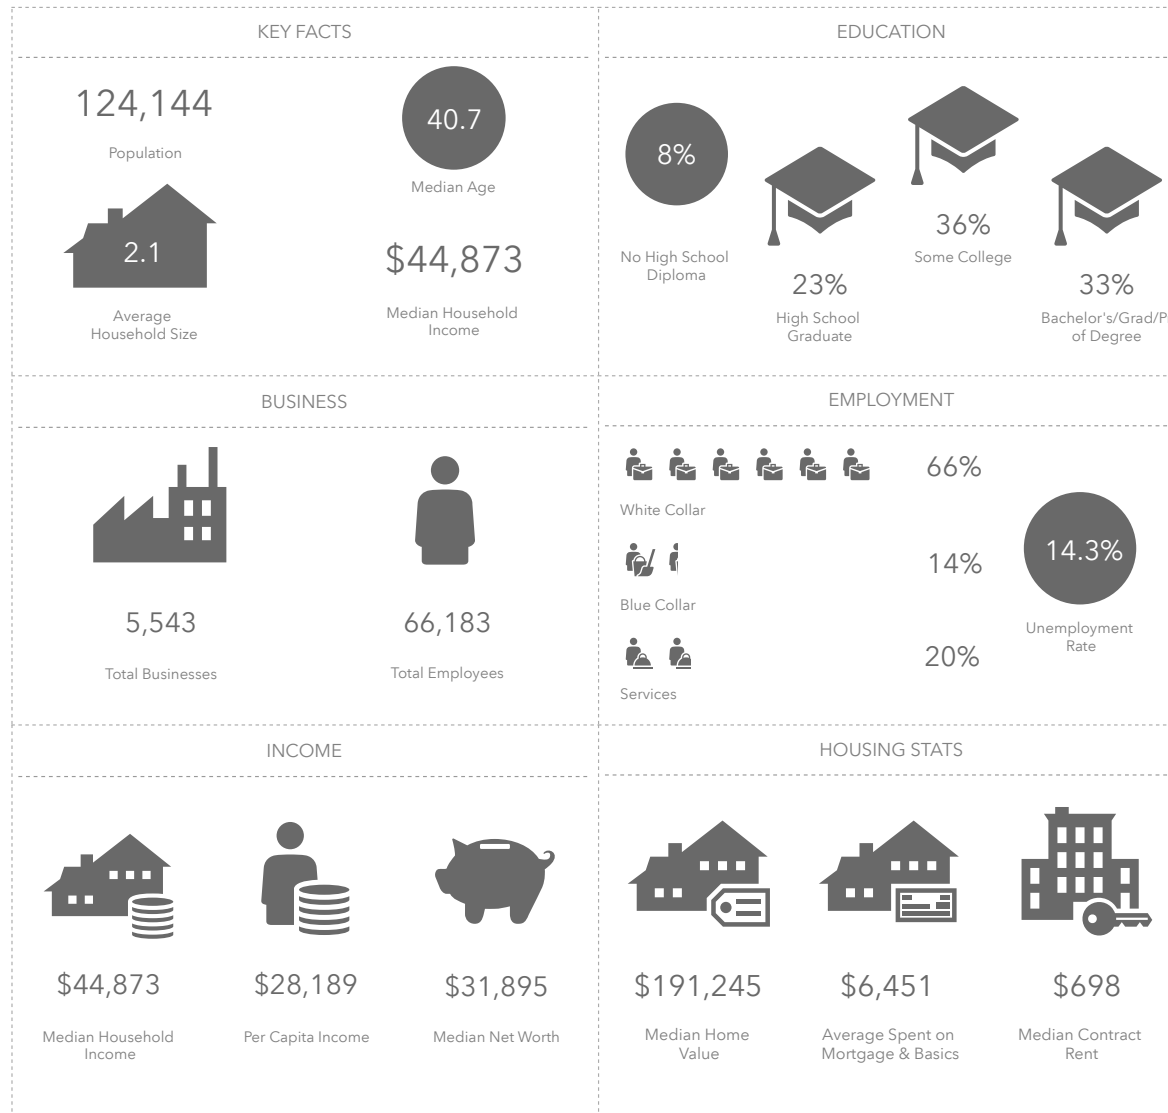 KEY FACTS
124,144
Population
40.7
Median Age
2.1
Average
Household Size
$44,873
Median Household
Income
EDUCATION
8%
No High School
Diploma
23%
High School
Graduate
36%
Some College
33%
Bachelor's/Grad/P
of Degree
BUSINESS
5,543
Total Businesses
66,183
Total Employees
EMPLOYMENT
66%
White Collar
14%
Blue Collar
20%
Services
14.3%
Unemployment
Rate
INCOME
$44,873
Median Household
Income
$28,189
Per Capita Income
$31,895
Median Net Worth
HOUSING STATS
$191,245
Median Home
Value
$6,451
Average Spent on
Mortgage & Basics
$698
Median Contract
Rent